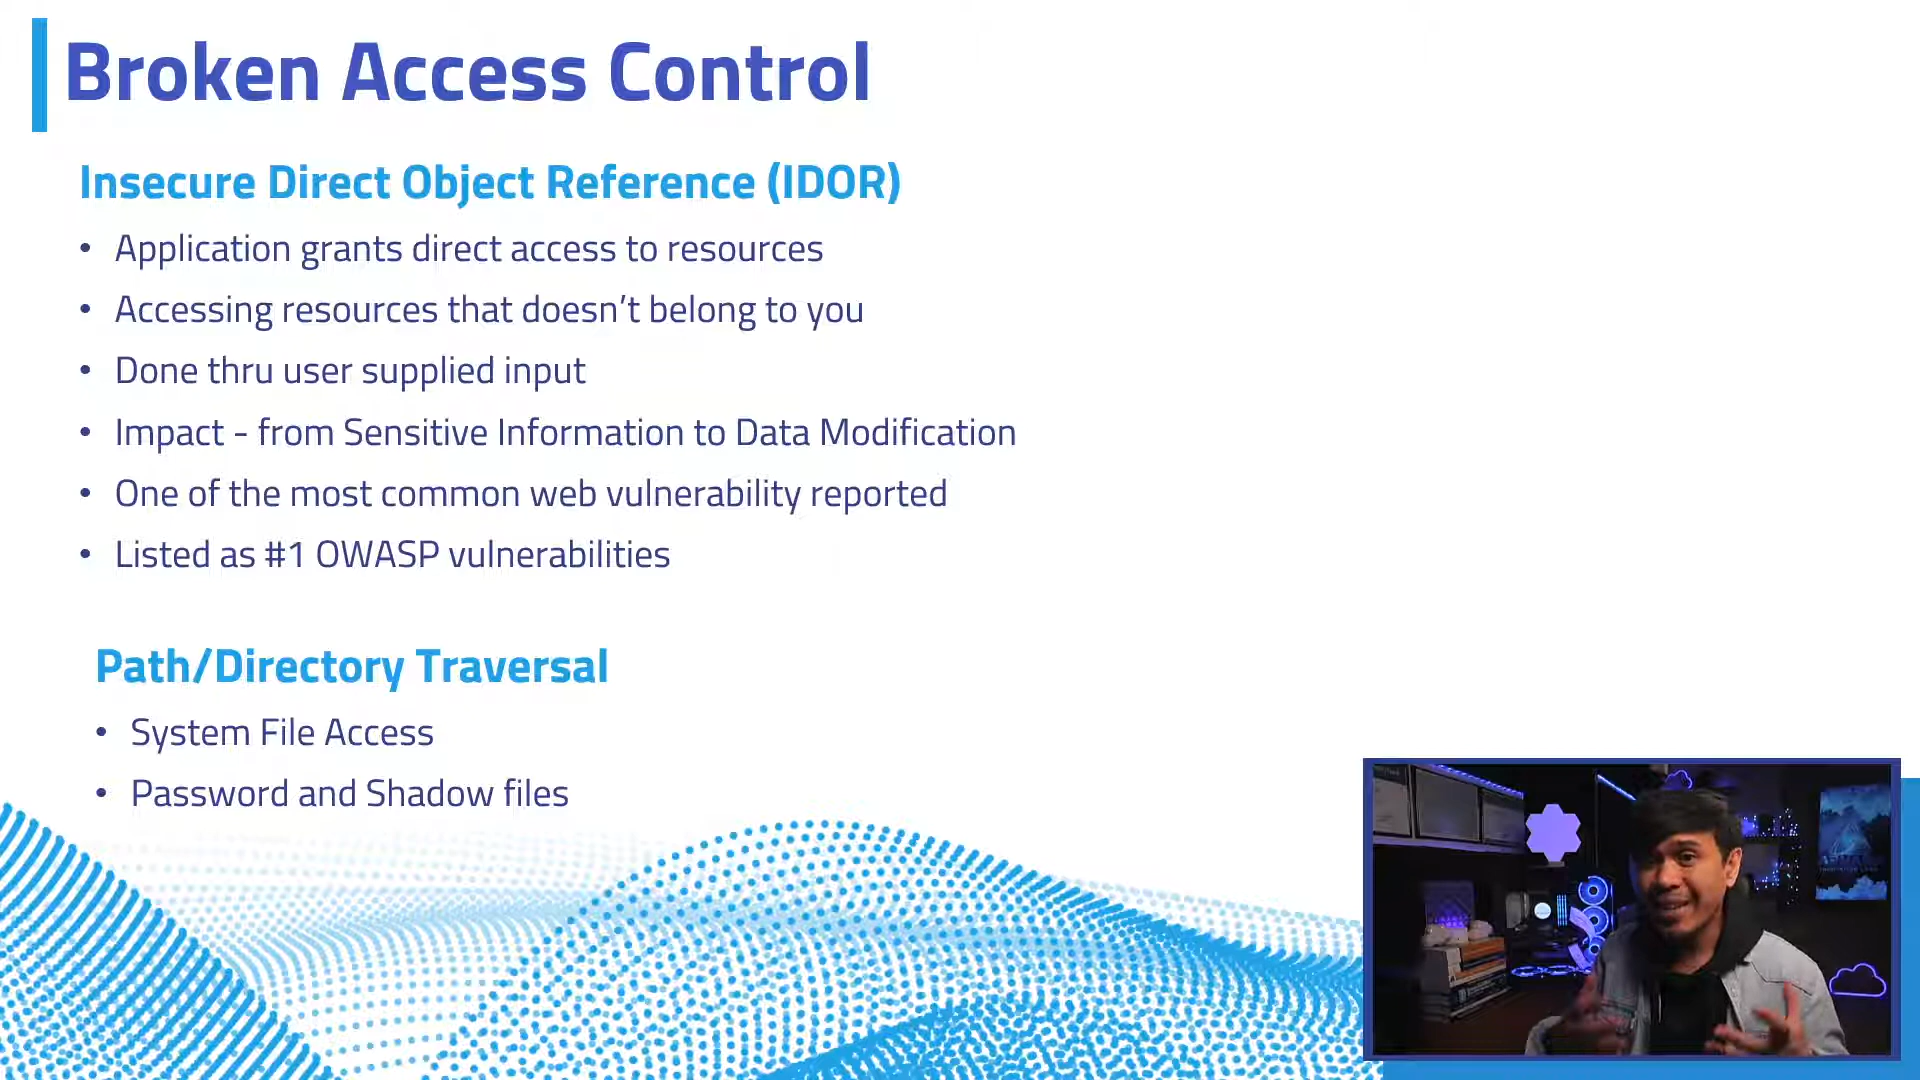 Broken Access Control
Insecure Direct Object Reference (IDOR)
• Application grants direct access to resources
• Accessing resources that doesn't belong to you
• Done thru user supplied input
• Impact - from Sensitive Information to Data Modification
• One of the most common web vulnerability reported
• Listed as #1 OWASP vulnerabilities
Path/Directory Traversal
• System File Access
• Password and Shadow files